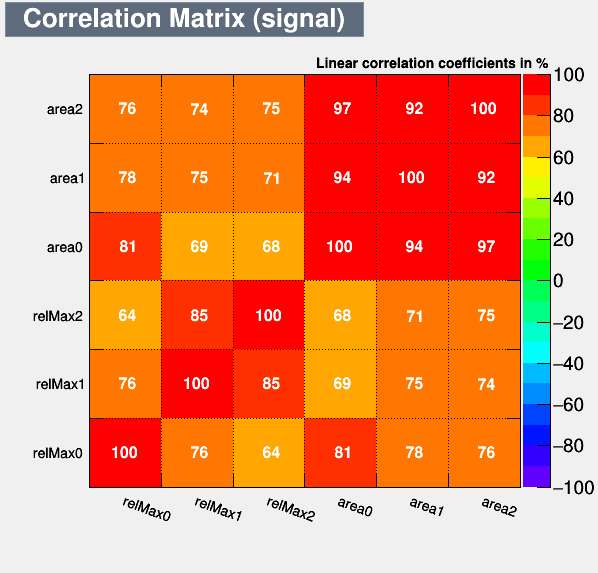 Correlation Matrix (signal)
Linear correlation coefficients in %
area2 76 74 75 97 92 100
area1 78 75 71 94 100 92
area0 81 69 68 100 94 97
relMax2 64 85 100 68 71 75
relMax1 76 100 85 69 75 74
relMax0 100 76 64 81 78 76
relMax0 relMax1 relMax2 area0 area1 area2
100
80
60
40
20
0
−20
−40
−60
−80
−100